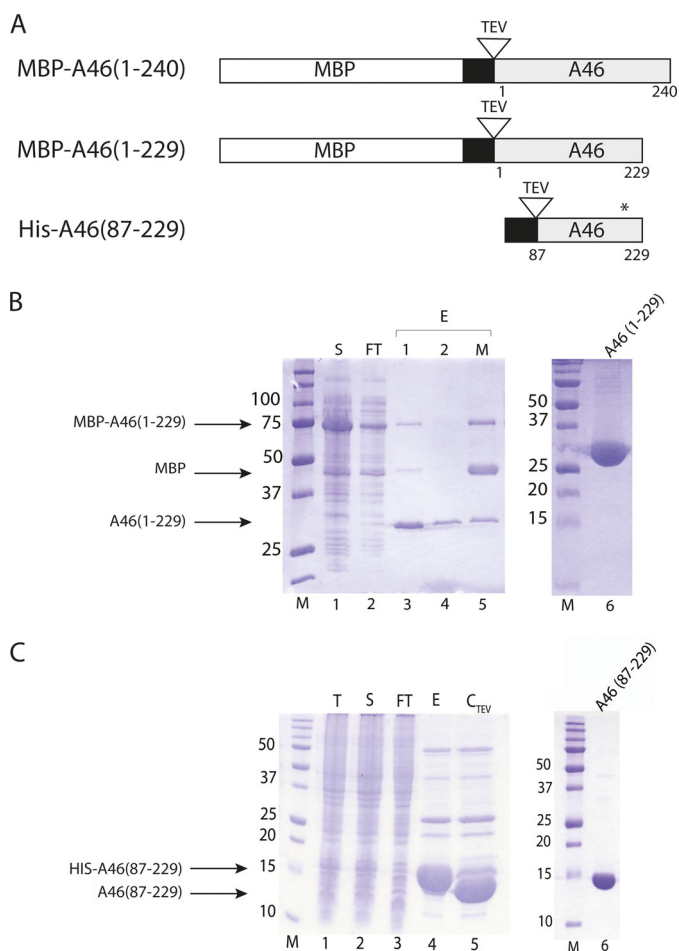 A
TEV
MBP-A46(1-240) MBP A46
1 240
TEV
MBP-A46(1-229) MBP A46
1 229
TEV
*
His-A46(87-229) A46
87 229
B
E
S FT 1 2 M
A46 (1-229)
100
MBP-A46(1-229) 75
50
MBP
37
A46(1-229)
25
M 1 2 3 4 5
50
37
25
20
15
M 6
C
T S FT E C TEV
A46 (87-229)
50
37
25
20
HIS-A46(87-229) 15
A46(87-229)
10
M 1 2 3 4 5
50
37
25
20
15
10
M 6